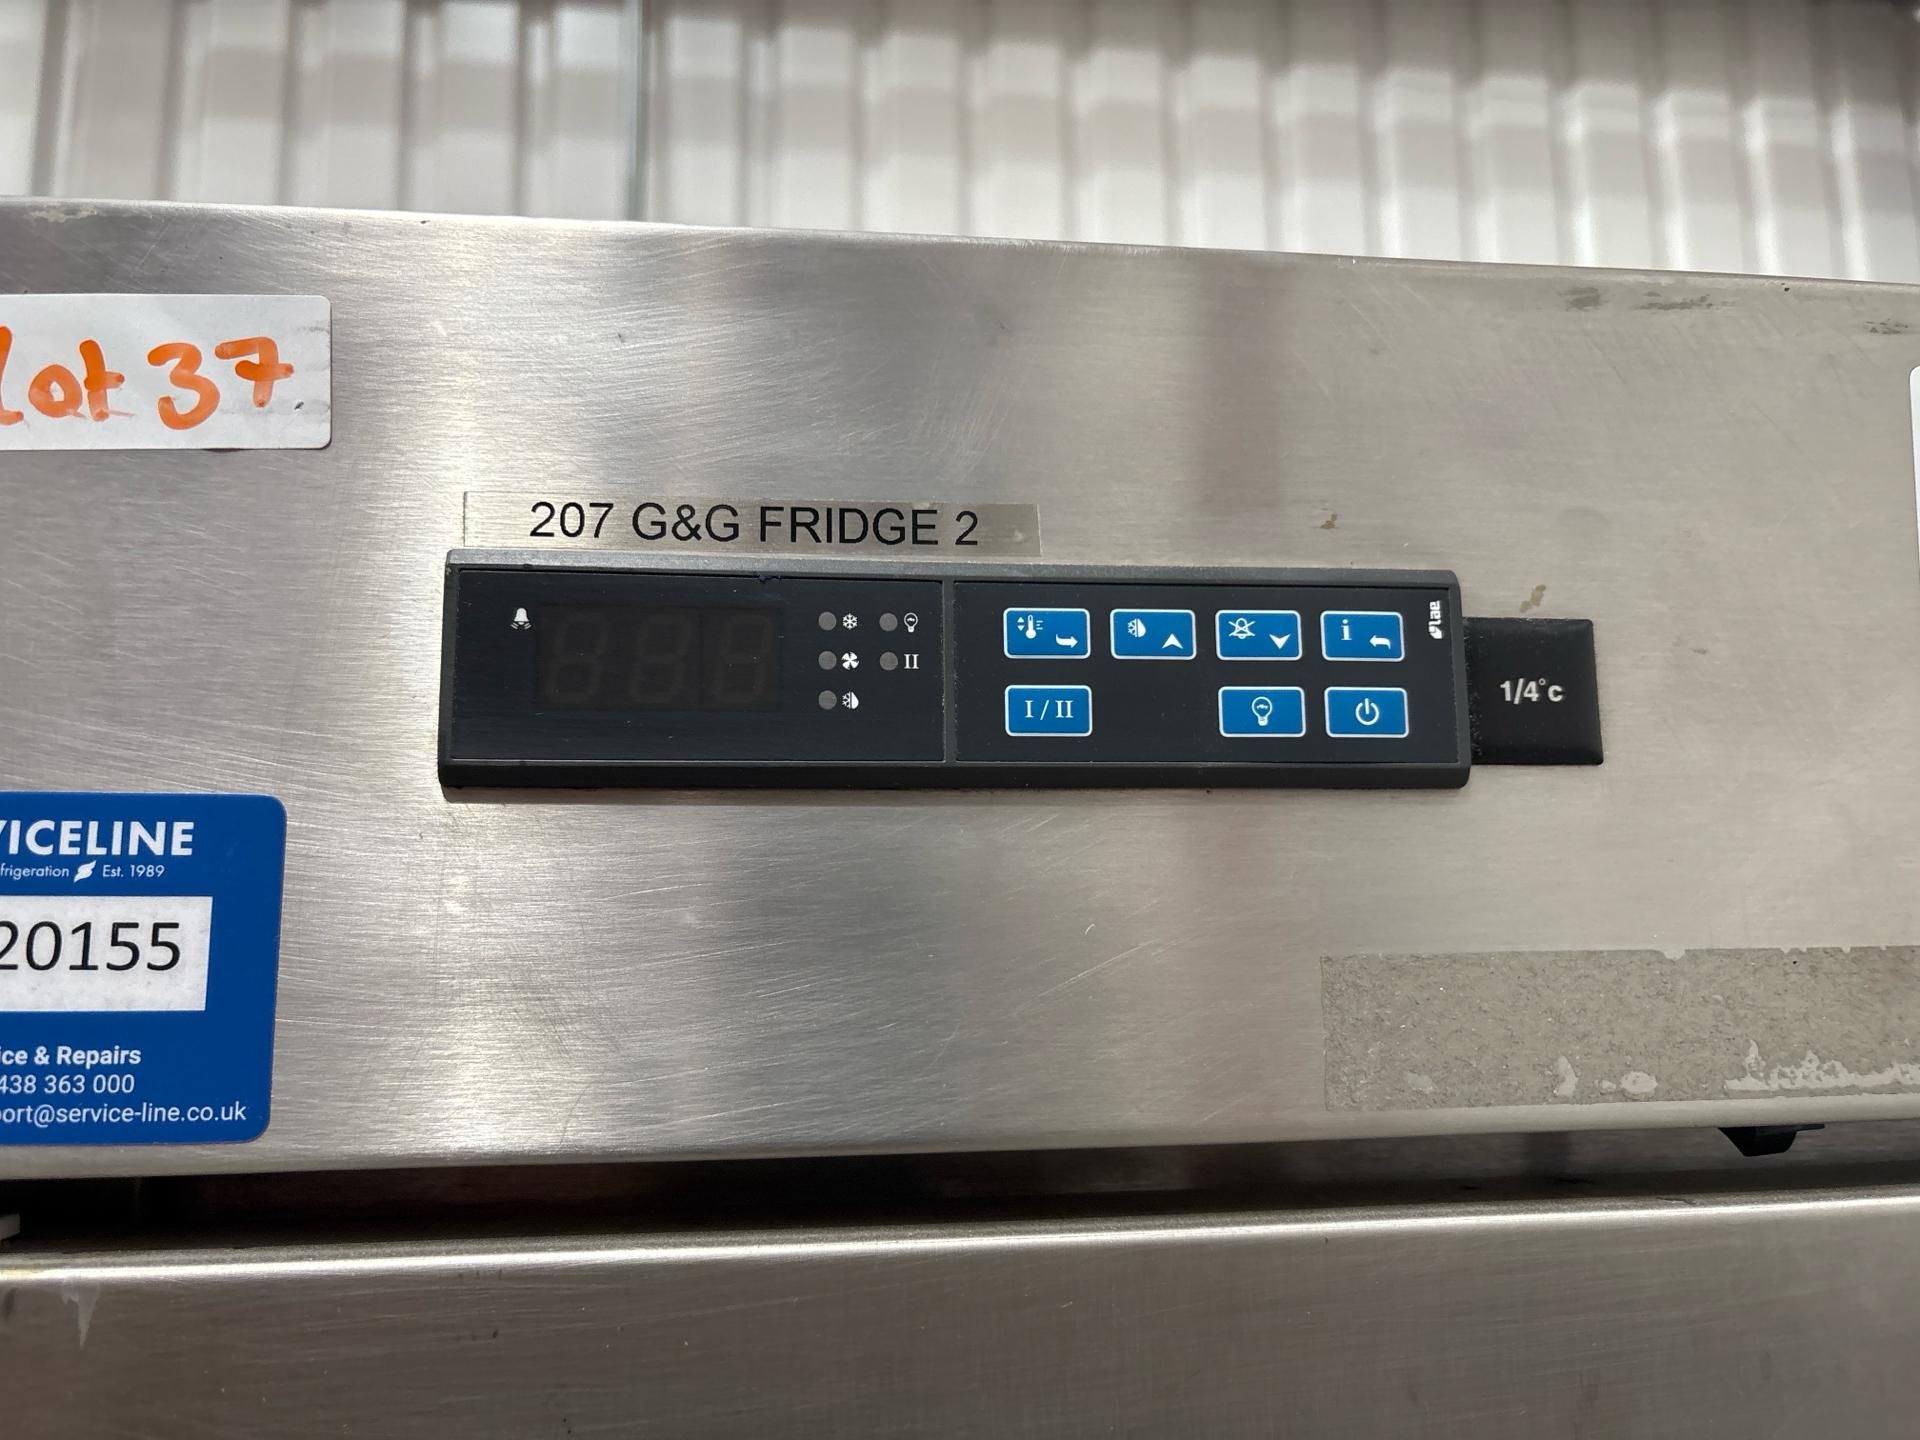 lot 37
207 G&G FRIDGE 2
lae
i
I / II
II
1/4°c
VICELINE
frigeration Est. 1989
20155
ice & Repairs
438 363 000
port@service-line.co.uk